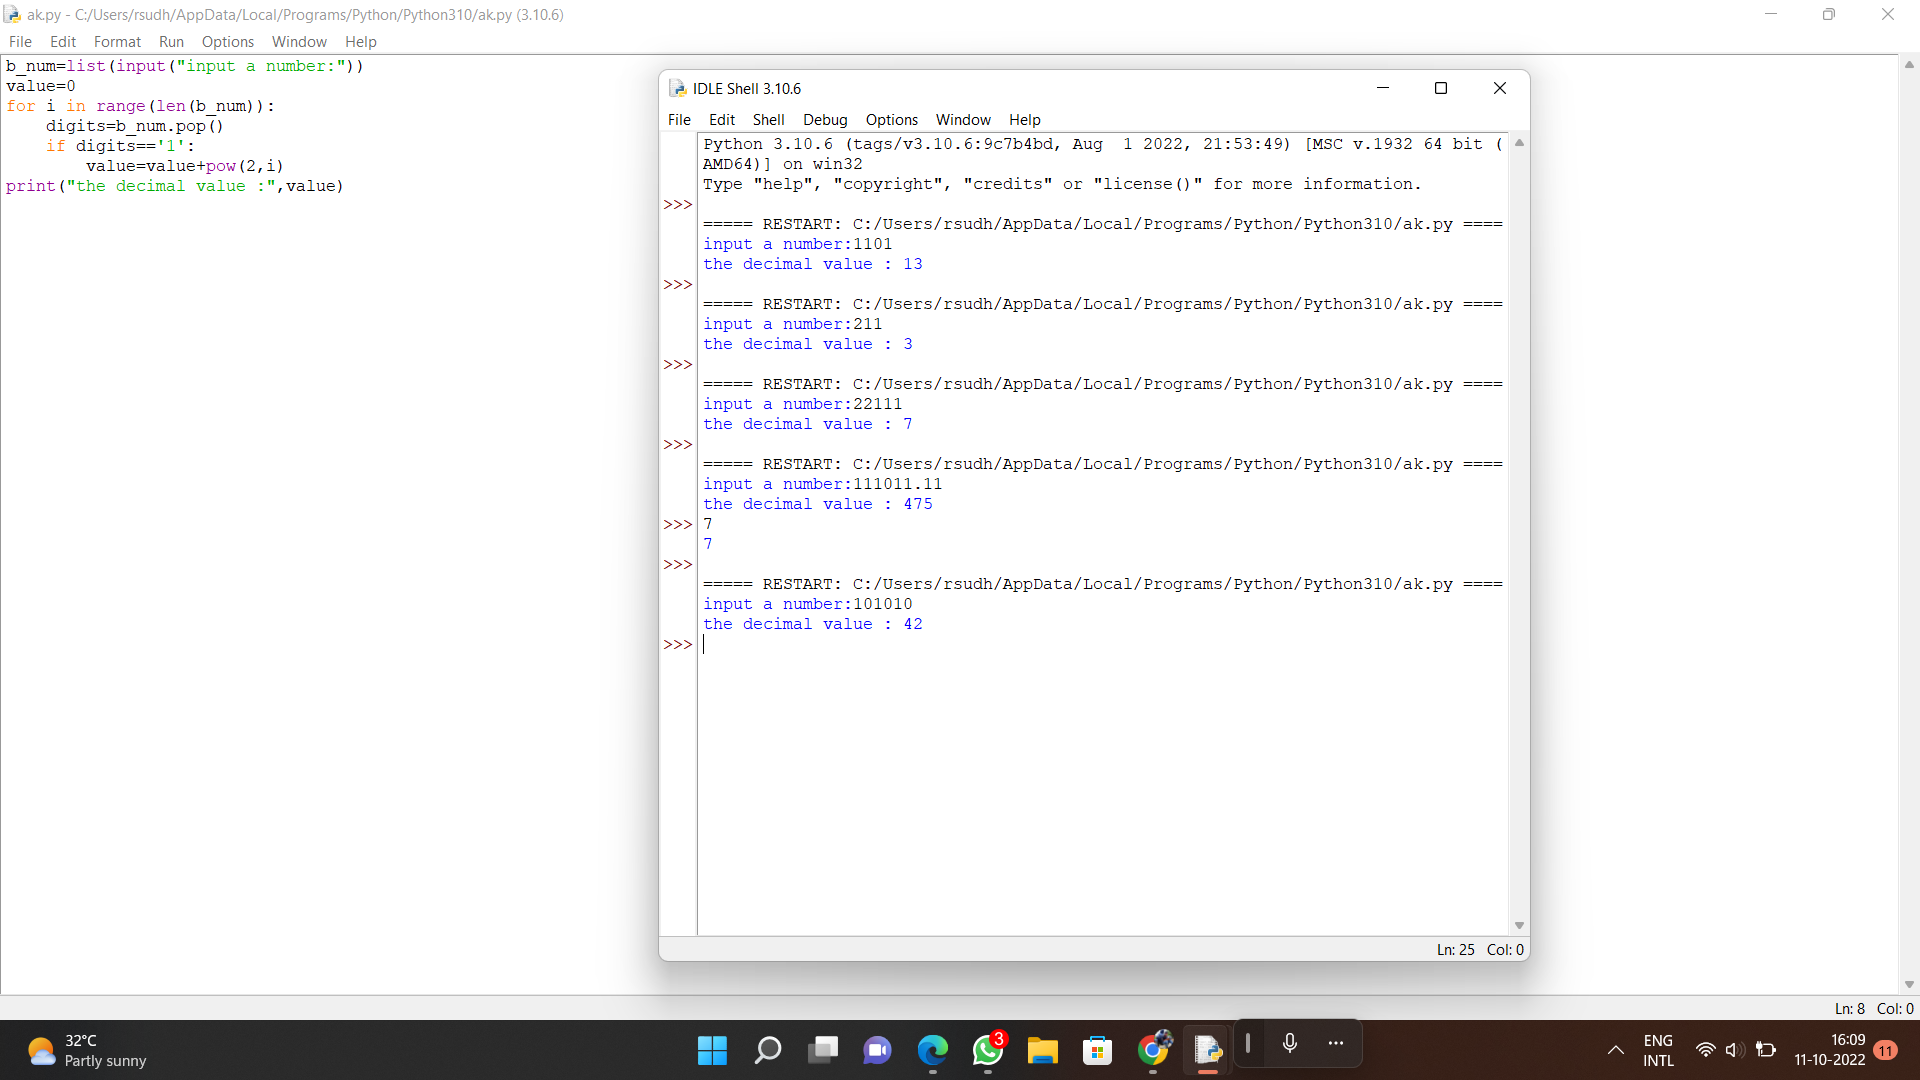 ak.py - C:/Users/rsudh/AppData/Local/Programs/Python/Python310/ak.py (3.10.6)
File Edit Format Run Options Window Help
b_num=list(input("input a number:"))
value=0
for i in range(len(b_num)):
    digits=b_num.pop()
    if digits=='1':
        value=value+pow(2,i)
print("the decimal value :",value)
Ln: 8 Col: 0
IDLE Shell 3.10.6
File Edit Shell Debug Options Window Help
Python 3.10.6 (tags/v3.10.6:9c7b4bd, Aug  1 2022, 21:53:49) [MSC v.1932 64 bit (
AMD64)] on win32
Type "help", "copyright", "credits" or "license()" for more information.
>>>
===== RESTART: C:/Users/rsudh/AppData/Local/Programs/Python/Python310/ak.py ====
input a number:1101
the decimal value : 13
>>>
===== RESTART: C:/Users/rsudh/AppData/Local/Programs/Python/Python310/ak.py ====
input a number:211
the decimal value : 3
>>>
===== RESTART: C:/Users/rsudh/AppData/Local/Programs/Python/Python310/ak.py ====
input a number:22111
the decimal value : 7
>>>
===== RESTART: C:/Users/rsudh/AppData/Local/Programs/Python/Python310/ak.py ====
input a number:111011.11
the decimal value : 475
>>> 7
7
>>>
===== RESTART: C:/Users/rsudh/AppData/Local/Programs/Python/Python310/ak.py ====
input a number:101010
the decimal value : 42
>>>
Ln: 25 Col: 0
32°C
Partly sunny
3
ENG
INTL
16:09
11-10-2022
11